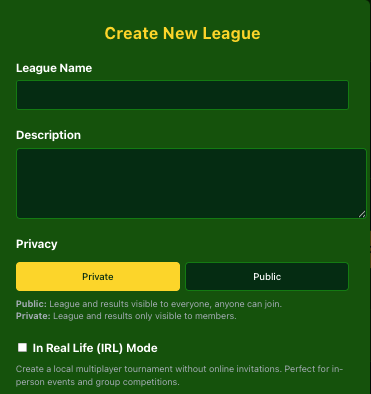 Create New League
League Name
Description
Privacy
Private Public
Public: League and results visible to everyone, anyone can join.
Private: League and results only visible to members.
In Real Life (IRL) Mode
Create a local multiplayer tournament without online invitations. Perfect for in-
person events and group competitions.